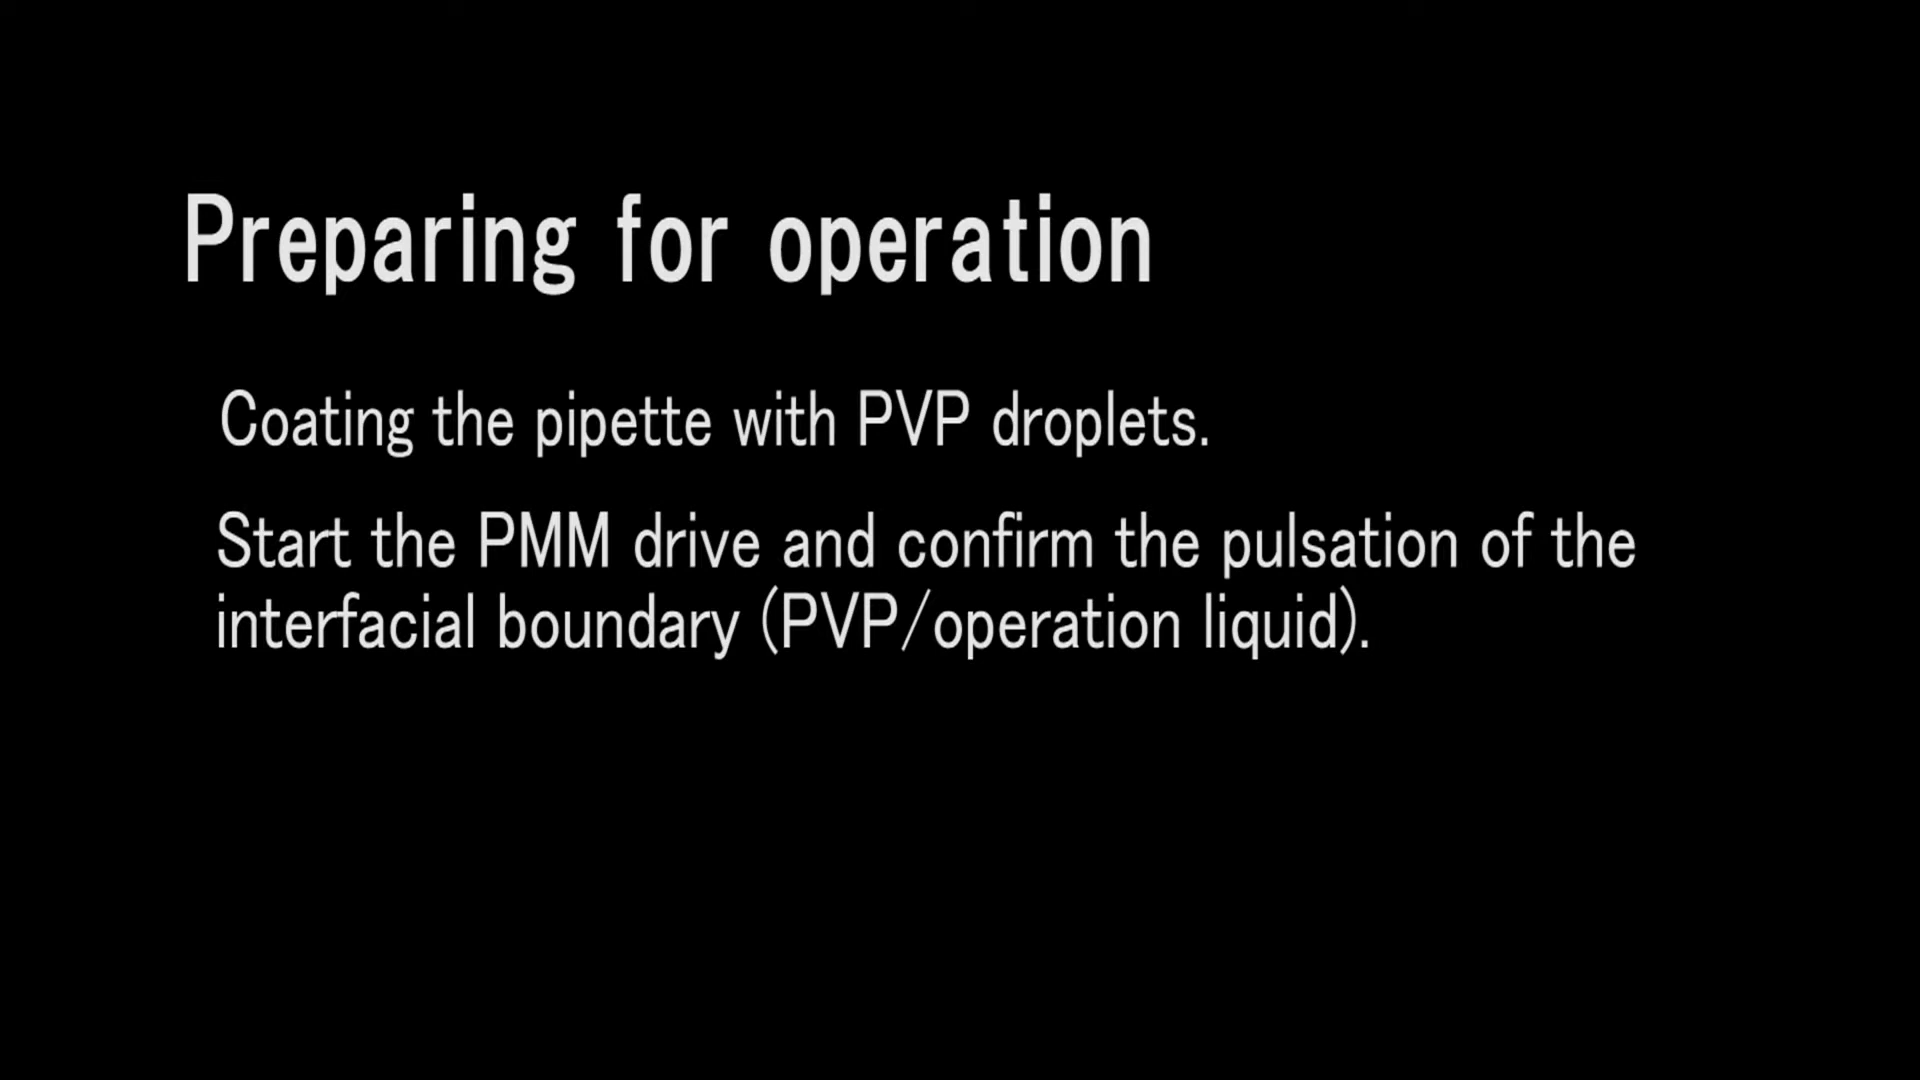 Preparing for operation
Coating the pipette with PVP droplets.
Start the PMM drive and confirm the pulsation of the
interfacial boundary (PVP/operation liquid).